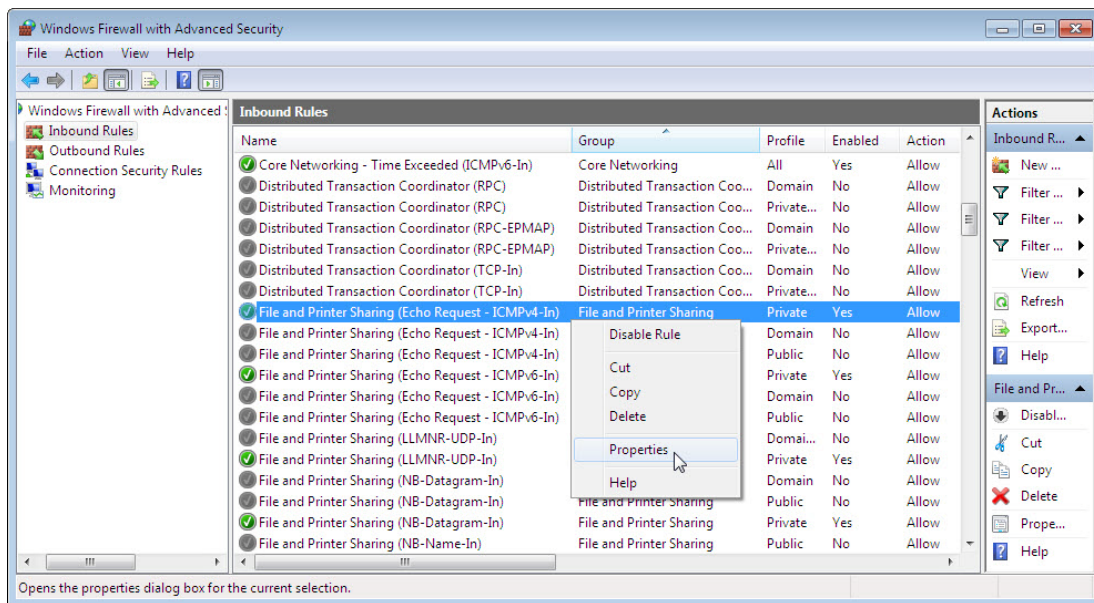 Windows Firewall with Advanced Security
File Action View Help
Windows Firewall with Advanced
Inbound Rules
Outbound Rules
Connection Security Rules
Monitoring
Inbound Rules
Name Group Profile Enabled Action
Core Networking - Time Exceeded (ICMPv6-In) Core Networking All Yes Allow
Distributed Transaction Coordinator (RPC) Distributed Transaction Coo... Domain No Allow
Distributed Transaction Coordinator (RPC) Distributed Transaction Coo... Private... No Allow
Distributed Transaction Coordinator (RPC-EPMAP) Distributed Transaction Coo... Domain No Allow
Distributed Transaction Coordinator (RPC-EPMAP) Distributed Transaction Coo... Private... No Allow
Distributed Transaction Coordinator (TCP-In) Distributed Transaction Coo... Domain No Allow
Distributed Transaction Coordinator (TCP-In) Distributed Transaction Coo... Private... No Allow
File and Printer Sharing (Echo Request - ICMPv4-In) File and Printer Sharing Private Yes Allow
File and Printer Sharing (Echo Request - ICMPv4-In) Domain No Allow
File and Printer Sharing (Echo Request - ICMPv4-In) Public No Allow
File and Printer Sharing (Echo Request - ICMPv6-In) Private Yes Allow
File and Printer Sharing (Echo Request - ICMPv6-In) Domain No Allow
File and Printer Sharing (Echo Request - ICMPv6-In) Public No Allow
File and Printer Sharing (LLMNR-UDP-In) Domai... No Allow
File and Printer Sharing (LLMNR-UDP-In) Private Yes Allow
File and Printer Sharing (NB-Datagram-In) Domain No Allow
File and Printer Sharing (NB-Datagram-In) File and Printer Sharing Public No Allow
File and Printer Sharing (NB-Datagram-In) File and Printer Sharing Private Yes Allow
File and Printer Sharing (NB-Name-In) File and Printer Sharing Public No Allow
Disable Rule
Cut
Copy
Delete
Properties
Help
Actions
Inbound R...
New ...
Filter ...
Filter ...
Filter ...
View
Refresh
Export...
Help
File and Pr...
Disabl...
Cut
Copy
Delete
Prope...
Help
Opens the properties dialog box for the current selection.